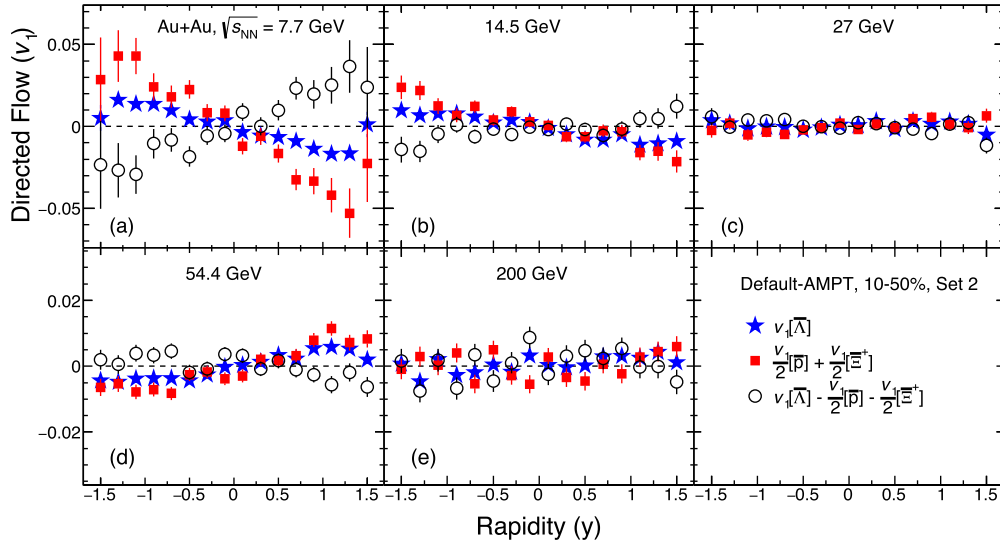 Directed Flow (v₁)
0.05
0
−0.05
Au+Au, √s_NN = 7.7 GeV
(a)
14.5 GeV
(b)
27 GeV
(c)
0.02
0
−0.02
54.4 GeV
(d)
200 GeV
(e)
Default-AMPT, 10-50%, Set 2
v₁[Λ̅]
v₁/2[p̅] + v₁/2[Ξ̅⁺]
v₁[Λ̅] - v₁/2[p̅] - v₁/2[Ξ̅⁺]
−1.5 −1 −0.5 0 0.5 1 1.5
−1.5 −1 −0.5 0 0.5 1 1.5
−1.5 −1 −0.5 0 0.5 1 1.5
Rapidity (y)